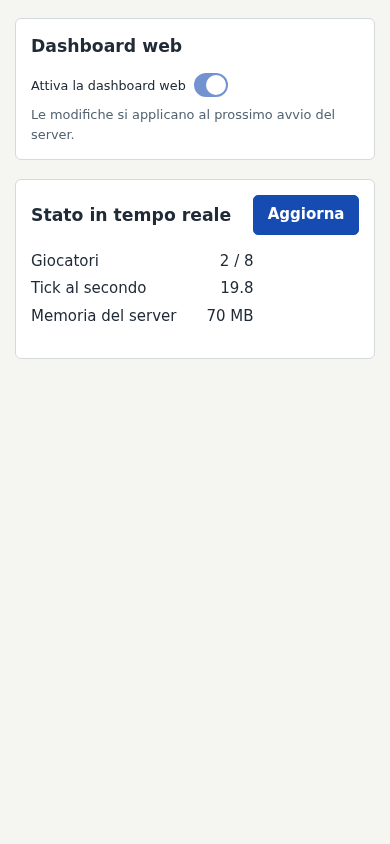 Dashboard web
Attiva la dashboard web
Le modifiche si applicano al prossimo avvio del
server.
Stato in tempo reale
Aggiorna
Giocatori 2 / 8
Tick al secondo 19.8
Memoria del server 70 MB